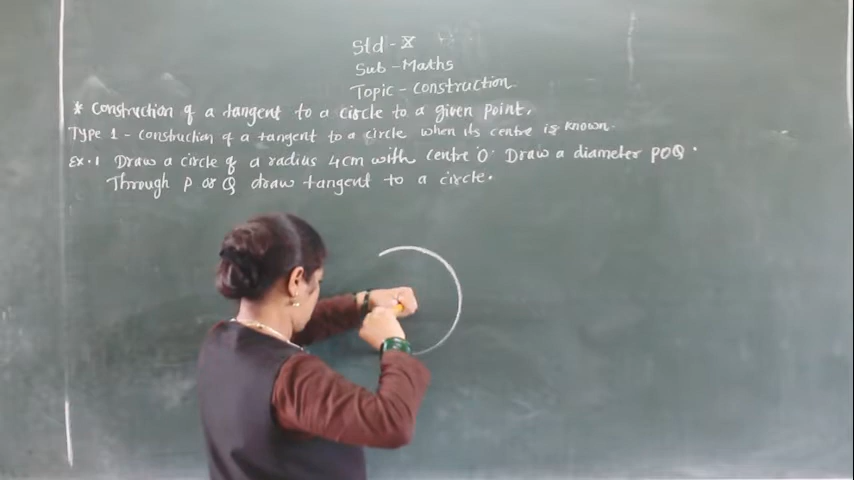 Std - X
Sub - Maths
Topic - construction
* Construction of a tangent to a circle to a given point.
Type 1 - construction of a tangent to a circle when its centre is known.
Ex. 1 Draw a circle of a radius 4cm with centre 'O' Draw a diameter POQ.
Through P or Q draw tangent to a circle.